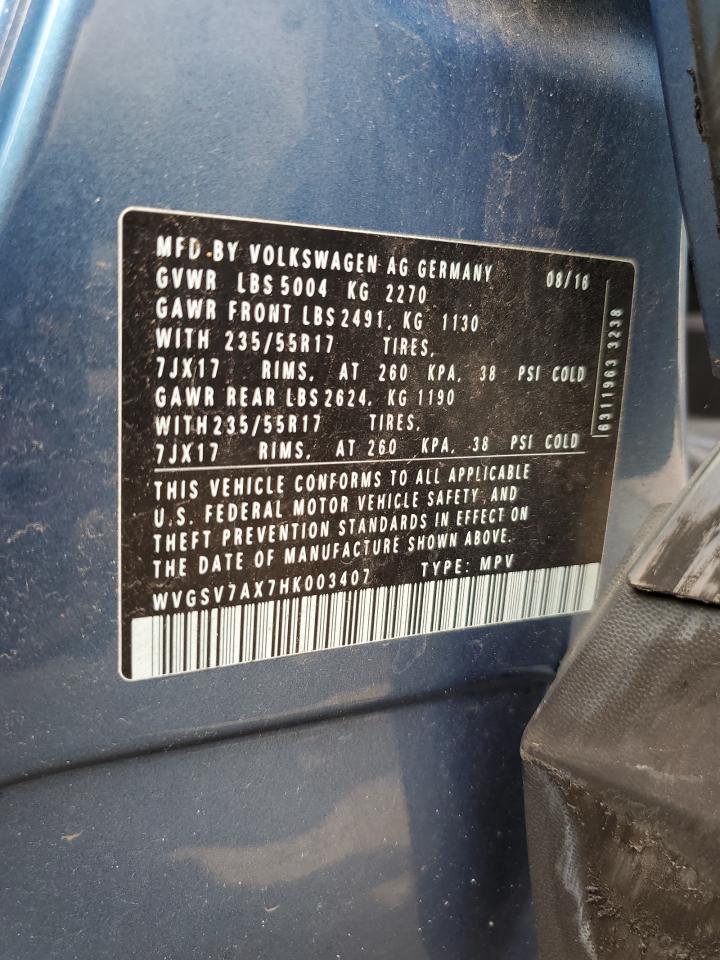 MFD.BY VOLKSWAGEN AG GERMANY 08/16
GVWR LBS 5004 KG 2270
GAWR FRONT LBS 2491, KG 1130
WITH 235/55R17 TIRES,
7JX17 RIMS, AT 260 KPA, 38 PSI COLD
GAWR REAR LBS 2624, KG 1190
WITH 235/55R17 TIRES,
7JX17 RIMS, AT 260 KPA, 38 PSI COLD
THIS VEHICLE CONFORMS TO ALL APPLICABLE
U.S. FEDERAL MOTOR VEHICLE SAFETY AND
THEFT PREVENTION STANDARDS IN EFFECT ON
THE DATE OF MANUFACTURE SHOWN ABOVE.
WVGSV7AX7HK003407 TYPE: MPV
6311963 3238